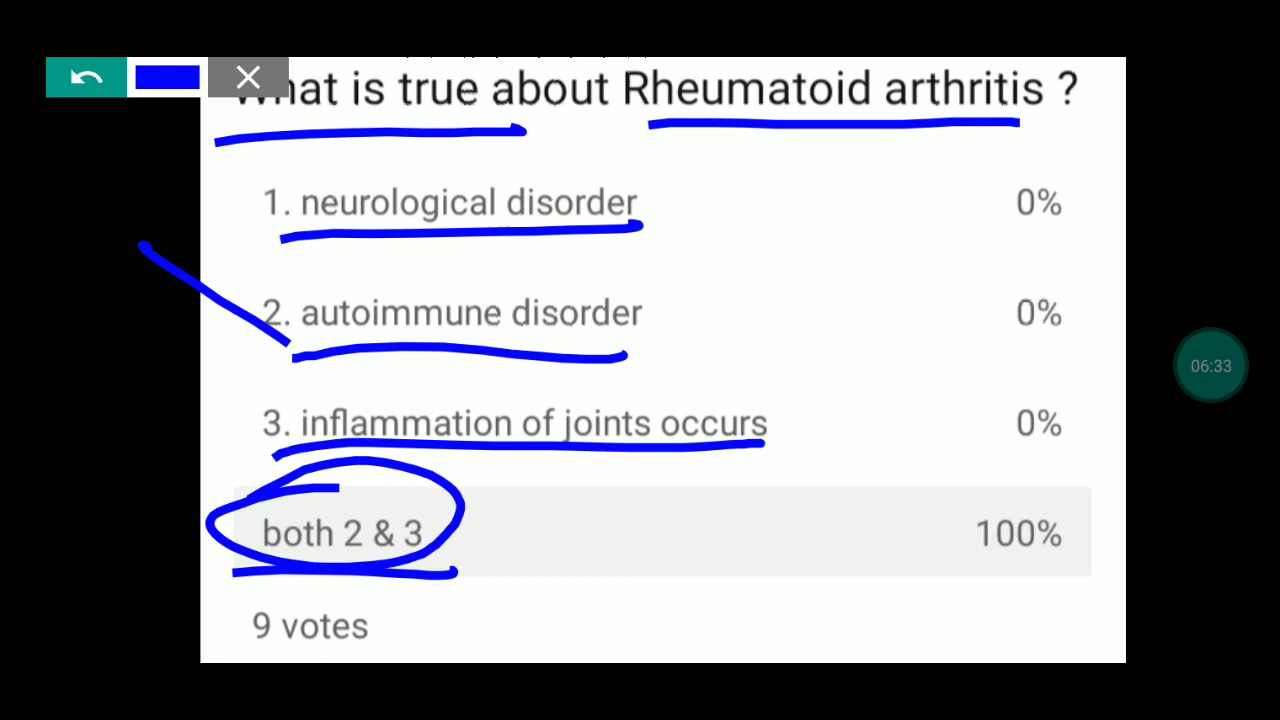 What is true about Rheumatoid arthritis ?
1. neurological disorder 0%
2. autoimmune disorder 0%
3. inflammation of joints occurs 0%
both 2 & 3 100%
9 votes
06:33